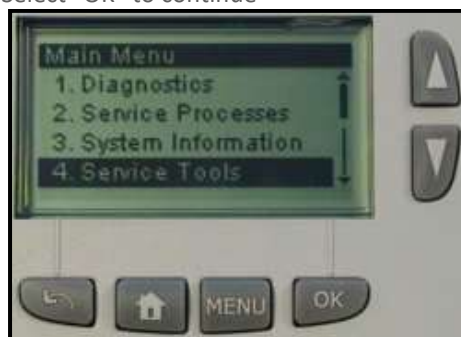 Select "OK" to continue
Main Menu
1. Diagnostics
2. Service Processes
3. System Information
4. Service Tools
MENU
OK